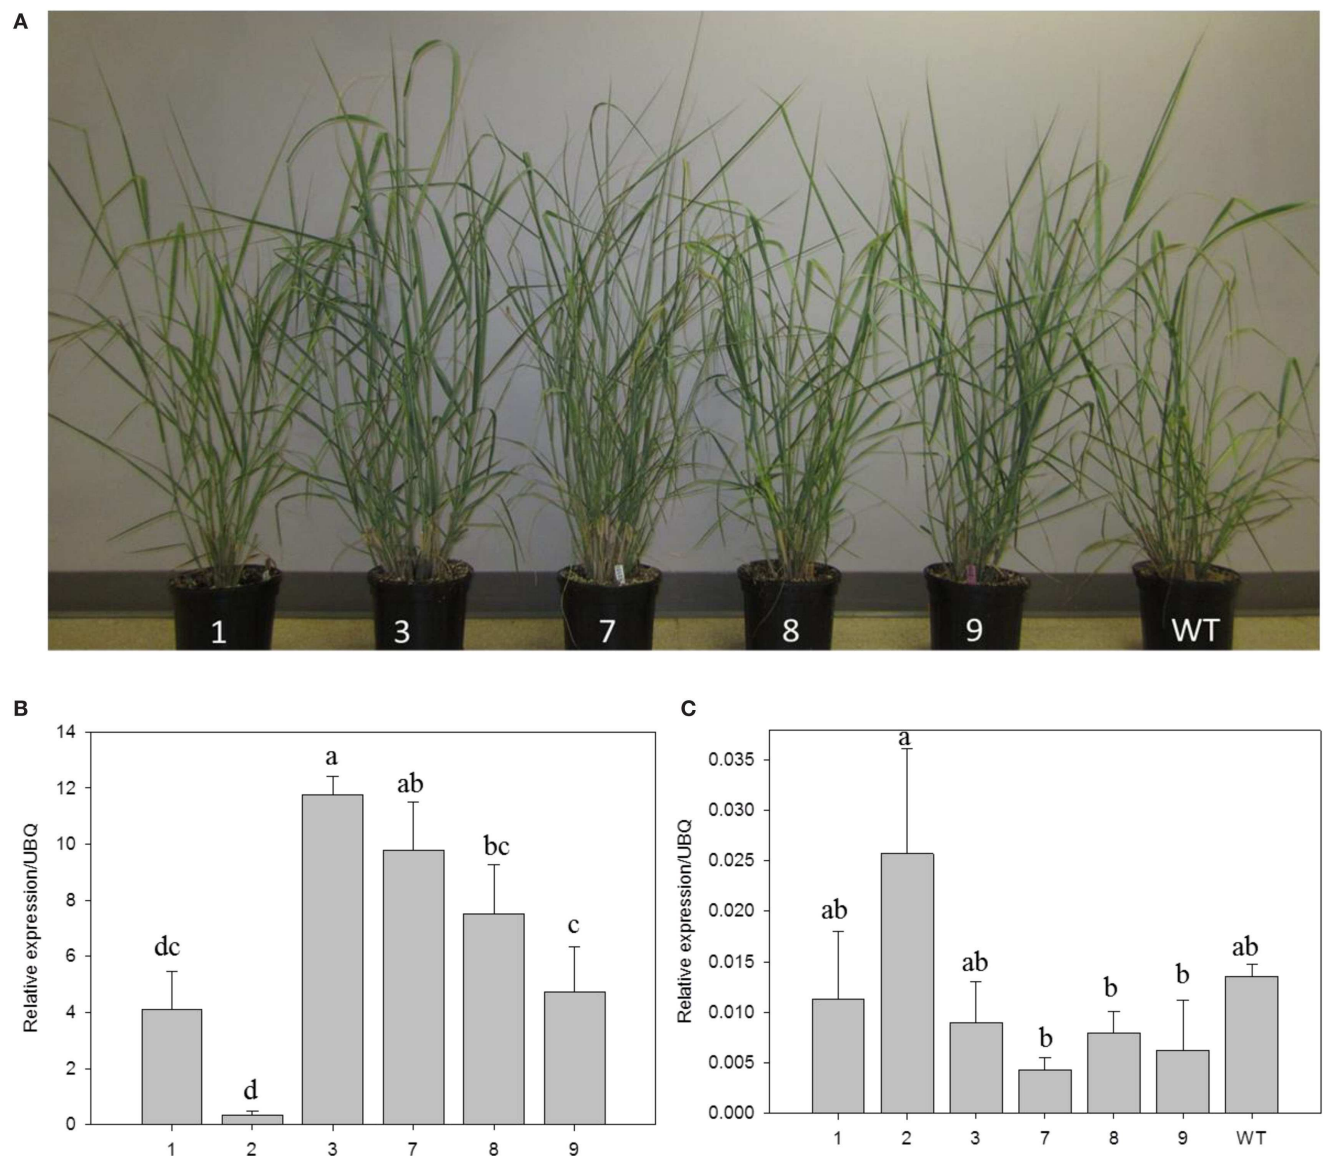 A
1 3 7 8 9 WT
B
14
12
10
8
6
4
2
0
Relative expression/UBQ
dc d a ab bc c
1 2 3 7 8 9
C
0.035
0.030
0.025
0.020
0.015
0.010
0.005
0.000
Relative expression/UBQ
ab a ab b b b ab
1 2 3 7 8 9 WT